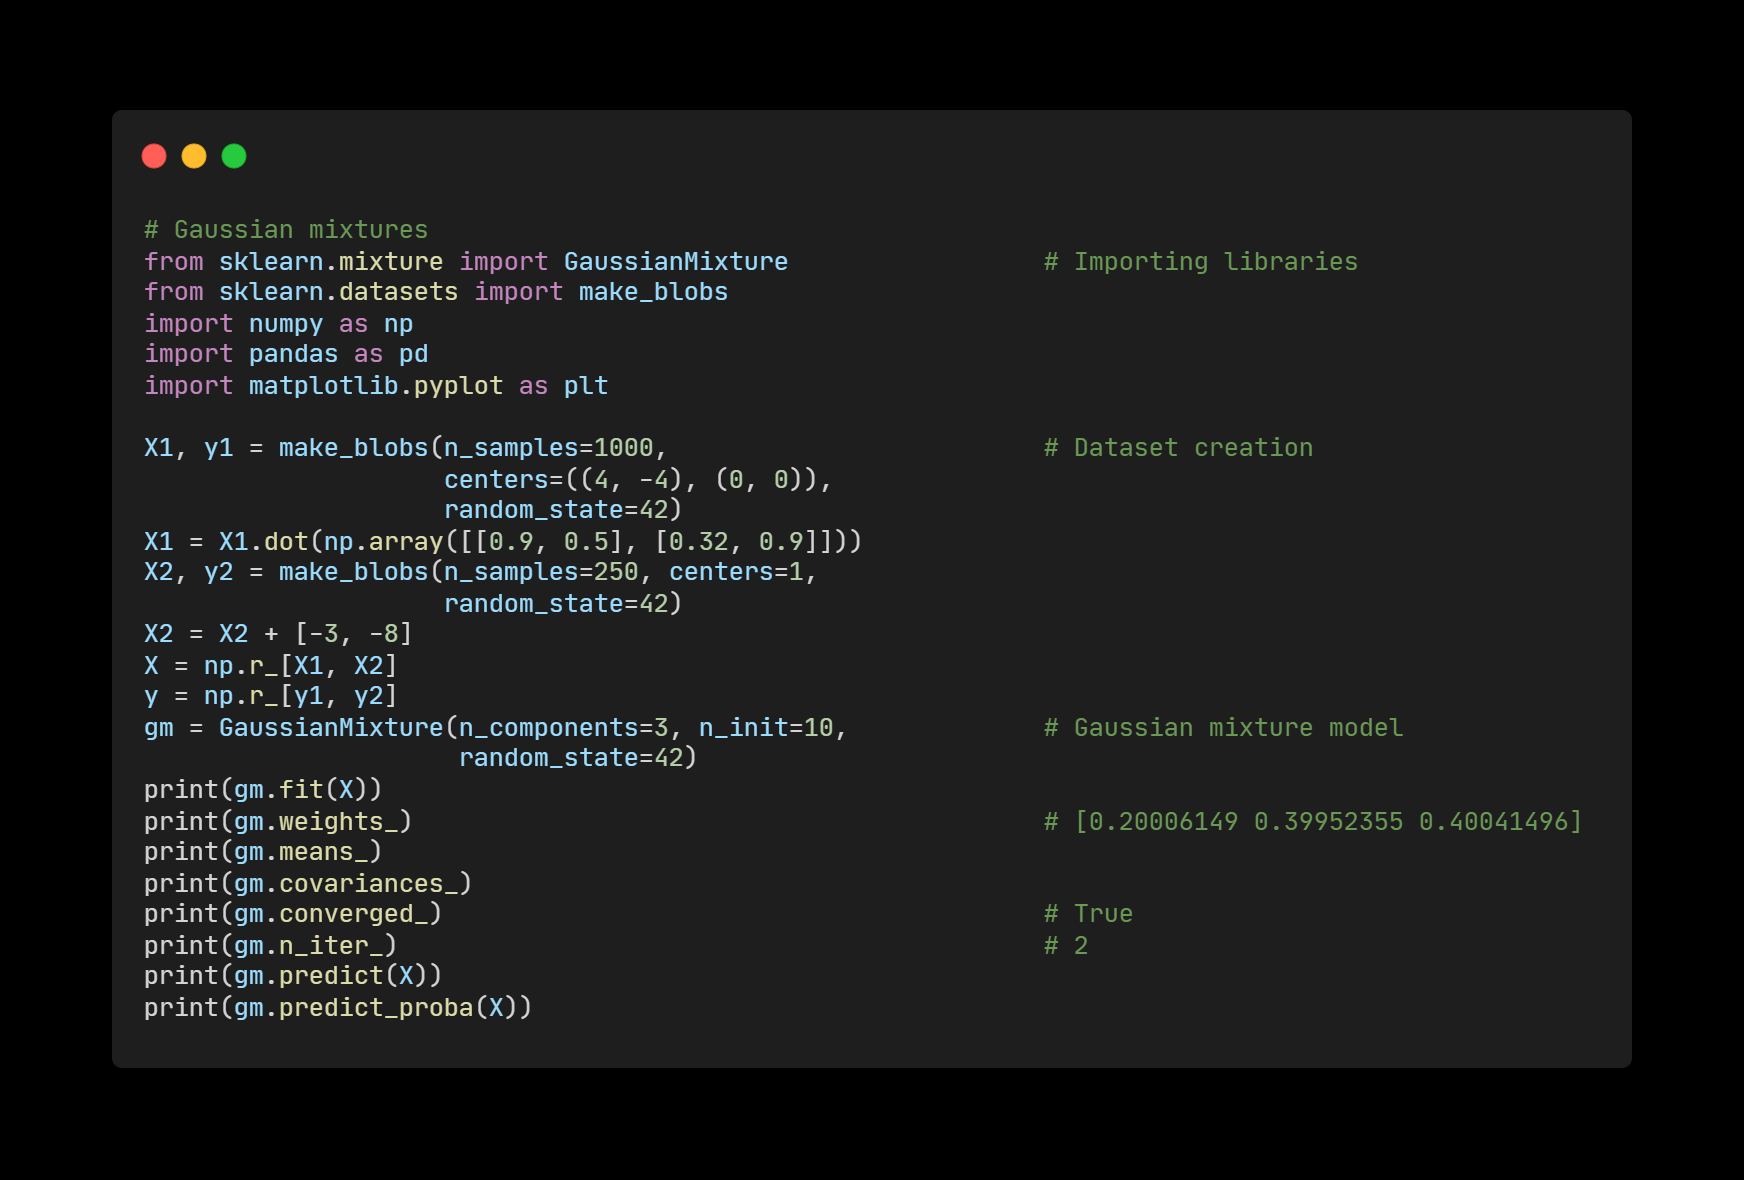 # Gaussian mixtures
from sklearn.mixture import GaussianMixture                 # Importing libraries
from sklearn.datasets import make_blobs
import numpy as np
import pandas as pd
import matplotlib.pyplot as plt

X1, y1 = make_blobs(n_samples=1000,                         # Dataset creation
                    centers=((4, -4), (0, 0)),
                    random_state=42)
X1 = X1.dot(np.array([[0.9, 0.5], [0.32, 0.9]]))
X2, y2 = make_blobs(n_samples=250, centers=1,
                    random_state=42)
X2 = X2 + [-3, -8]
X = np.r_[X1, X2]
y = np.r_[y1, y2]
gm = GaussianMixture(n_components=3, n_init=10,             # Gaussian mixture model
                     random_state=42)
print(gm.fit(X))
print(gm.weights_)                                          # [0.20006149 0.39952355 0.40041496]
print(gm.means_)
print(gm.covariances_)
print(gm.converged_)                                        # True
print(gm.n_iter_)                                           # 2
print(gm.predict(X))
print(gm.predict_proba(X))